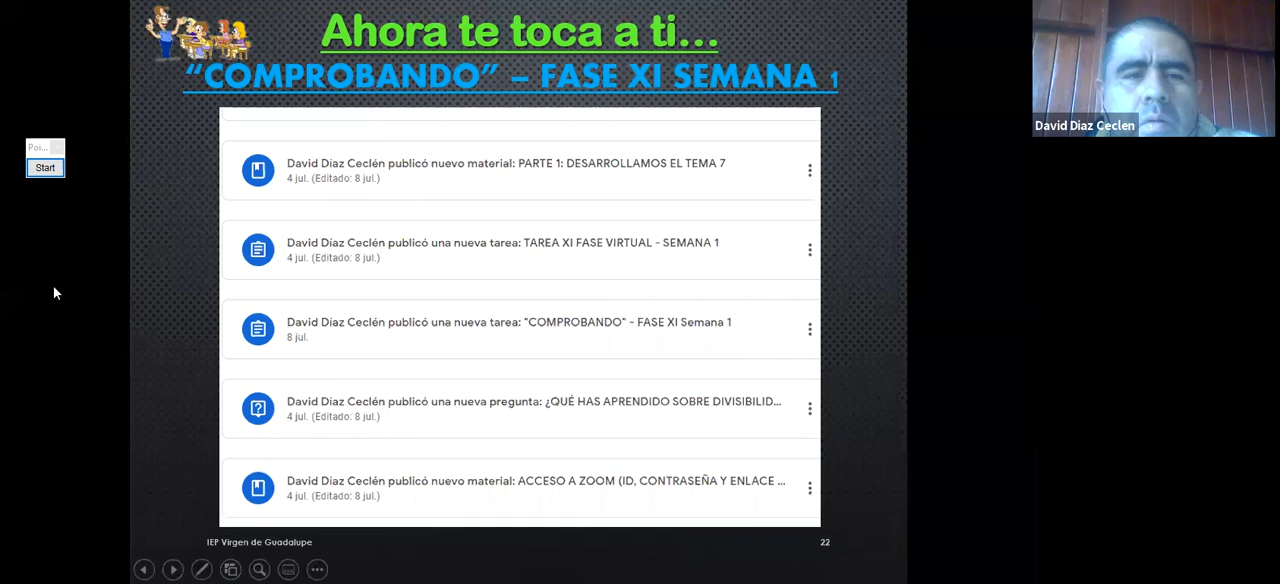 Ahora te toca a ti...
"COMPROBANDO" – FASE XI SEMANA 1
David Diaz Ceclen
Poi...
Start
David Díaz Ceclén publicó nuevo material: PARTE 1: DESARROLLAMOS EL TEMA 7
4 jul. (Editado: 8 jul.)
David Díaz Ceclén publicó una nueva tarea: TAREA XI FASE VIRTUAL - SEMANA 1
4 jul. (Editado: 8 jul.)
David Díaz Ceclén publicó una nueva tarea: "COMPROBANDO" - FASE XI Semana 1
8 jul.
David Díaz Ceclén publicó una nueva pregunta: ¿QUÉ HAS APRENDIDO SOBRE DIVISIBILID...
4 jul. (Editado: 8 jul.)
David Díaz Ceclén publicó nuevo material: ACCESO A ZOOM (ID, CONTRASEÑA Y ENLACE ...
4 jul. (Editado: 8 jul.)
IEP Virgen de Guadalupe
22